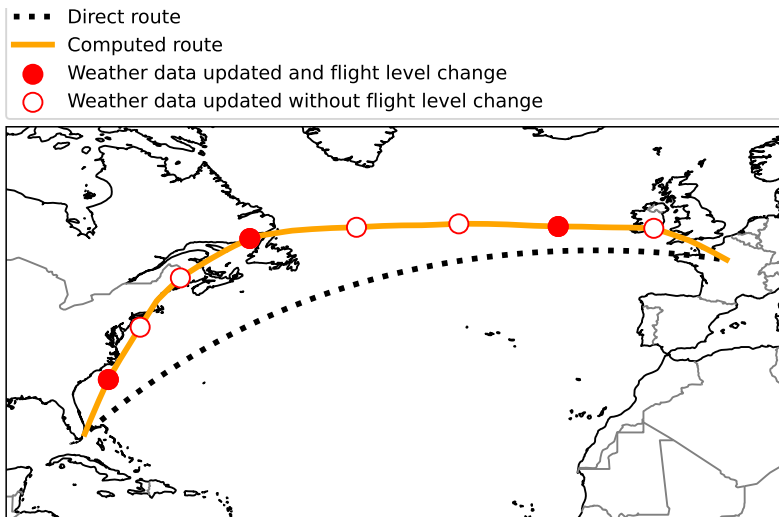 Direct route
Computed route
Weather data updated and flight level change
Weather data updated without flight level change